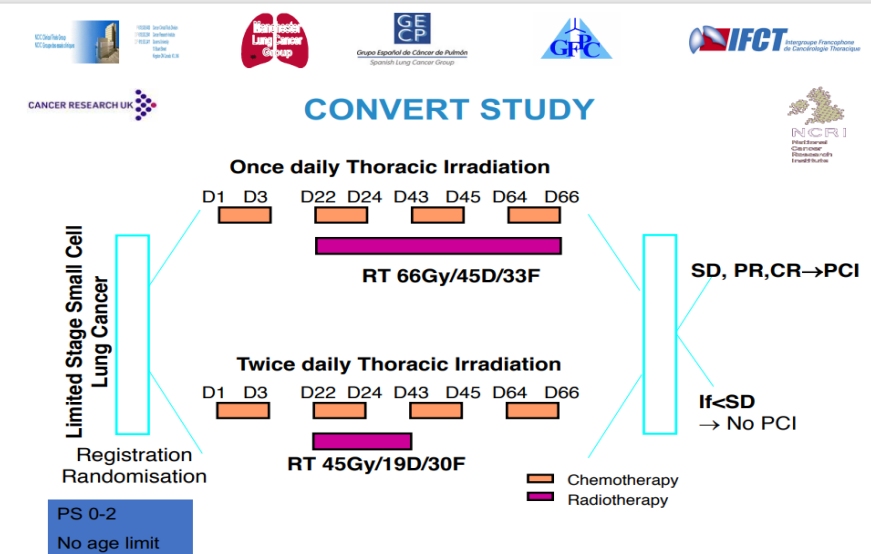 Manchester
Lung Cancer
Group
GE
CP
Grupo Español de Cáncer de Pulmón
Spanish Lung Cancer Group
GFPC
IFCT
Intergroupe Francophone
de Cancérologie Thoracique
CANCER RESEARCH UK
CONVERT STUDY
NCRI
National
Cancer
Research
Institute
Once daily Thoracic Irradiation
D1 D3 D22 D24 D43 D45 D64 D66
RT 66Gy/45D/33F
Limited Stage Small Cell
Lung Cancer
SD, PR,CR→PCI
Twice daily Thoracic Irradiation
D1 D3 D22 D24 D43 D45 D64 D66
RT 45Gy/19D/30F
If<SD
→ No PCI
Registration
Randomisation
Chemotherapy
Radiotherapy
PS 0-2
No age limit